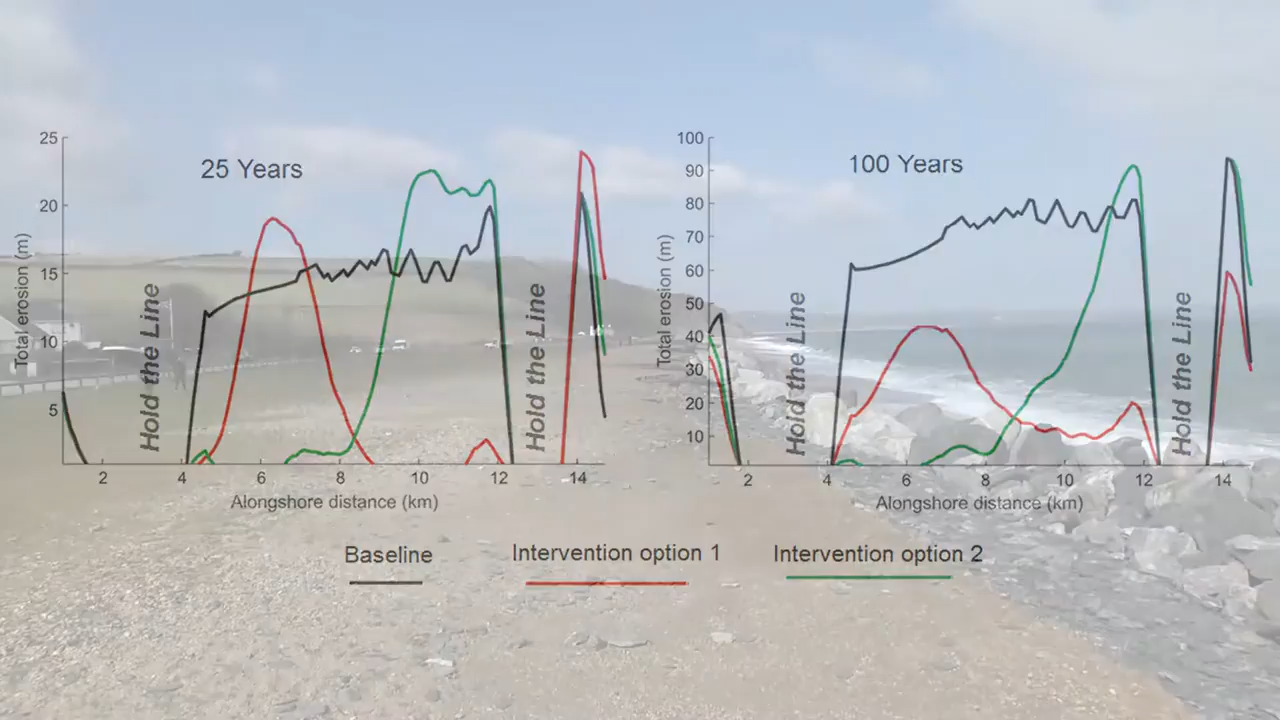 25 Years
100 Years
25
20
15
10
5
Total erosion (m)
Hold the Line
Hold the Line
2
4
6
8
10
12
14
Alongshore distance (km)
100
90
80
70
60
50
40
30
20
10
Total erosion (m)
Hold the Line
Hold the Line
2
4
6
8
10
12
14
Alongshore distance (km)
Baseline
Intervention option 1
Intervention option 2